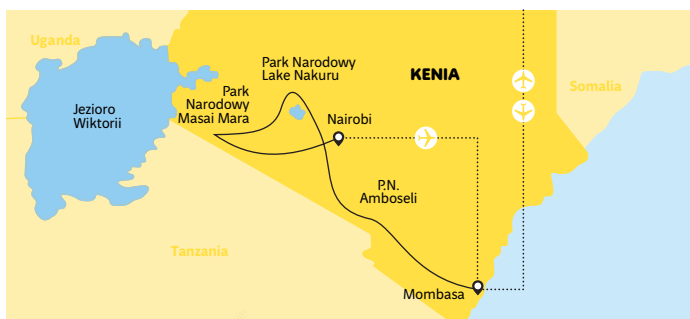 Uganda
Park Narodowy
Lake Nakuru
KENIA
Somalia
Park
Narodowy
Masai Mara
Jezioro
Wiktorii
Nairobi
P.N.
Amboseli
Tanzania
Mombasa